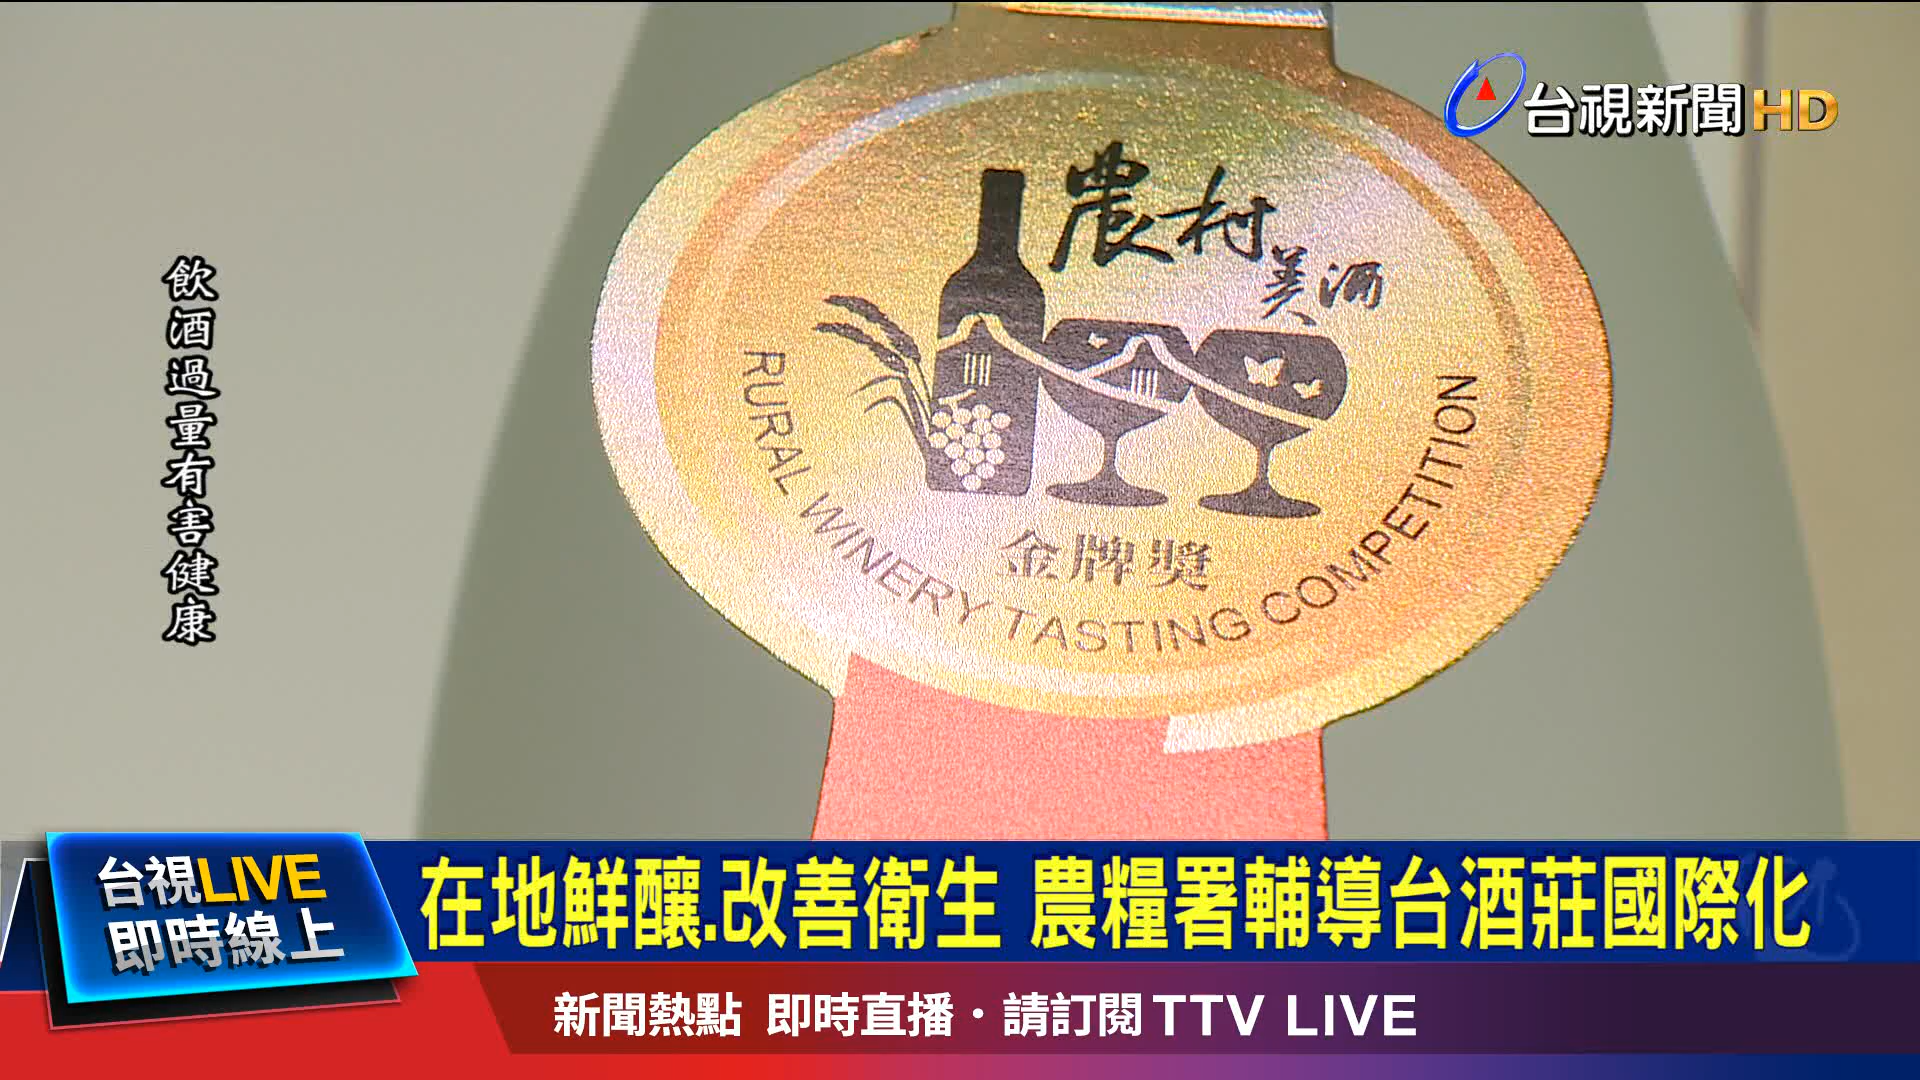 台視新聞HD
飲酒過量有害健康
農村
美酒
RURAL WINERY TASTING COMPETITION
金牌獎
台視LIVE
即時線上
在地鮮釀.改善衛生 農糧署輔導台酒莊國際化
新聞熱點 即時直播・請訂閱TTV LIVE